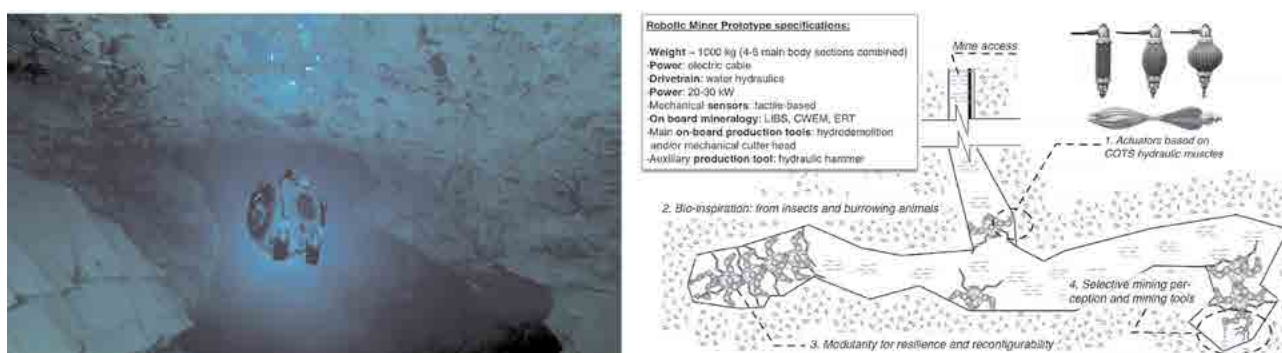 Robotic Miner Prototype specifications:
-Weight ~ 1000 kg (4-6 main body sections combined)
-Power: electric cable
-Drivetrain: water hydraulics
-Power: 20-30 kW
-Mechanical sensors: tactile-based
-On board mineralogy: LIBS, CWEM, ERT
-Main on-board production tools: hydrodemolition
and/or mechanical cutter head
-Auxiliary production tool: hydraulic hammer
Mine access
1. Actuators based on
COTS hydraulic muscles
2. Bio-inspiration: from insects and burrowing animals
4. Selective mining per-
ception and mining tools
3. Modularity for resilience and reconfigurability